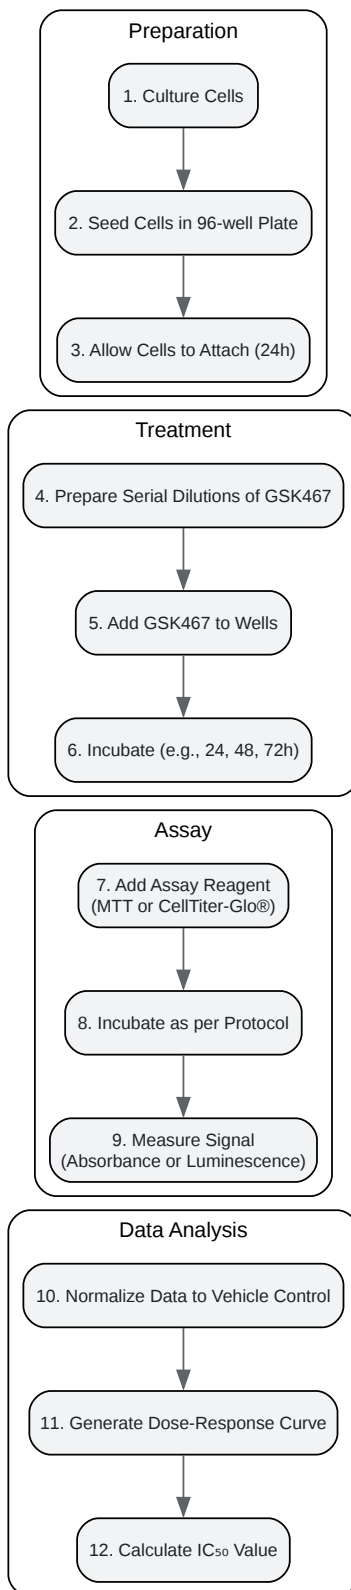 Preparation
1. Culture Cells
2. Seed Cells in 96-well Plate
3. Allow Cells to Attach (24h)
Treatment
4. Prepare Serial Dilutions of GSK467
5. Add GSK467 to Wells
6. Incubate (e.g., 24, 48, 72h)
Assay
7. Add Assay Reagent
(MTT or CellTiter-Glo®)
8. Incubate as per Protocol
9. Measure Signal
(Absorbance or Luminescence)
Data Analysis
10. Normalize Data to Vehicle Control
11. Generate Dose-Response Curve
12. Calculate IC₅₀ Value